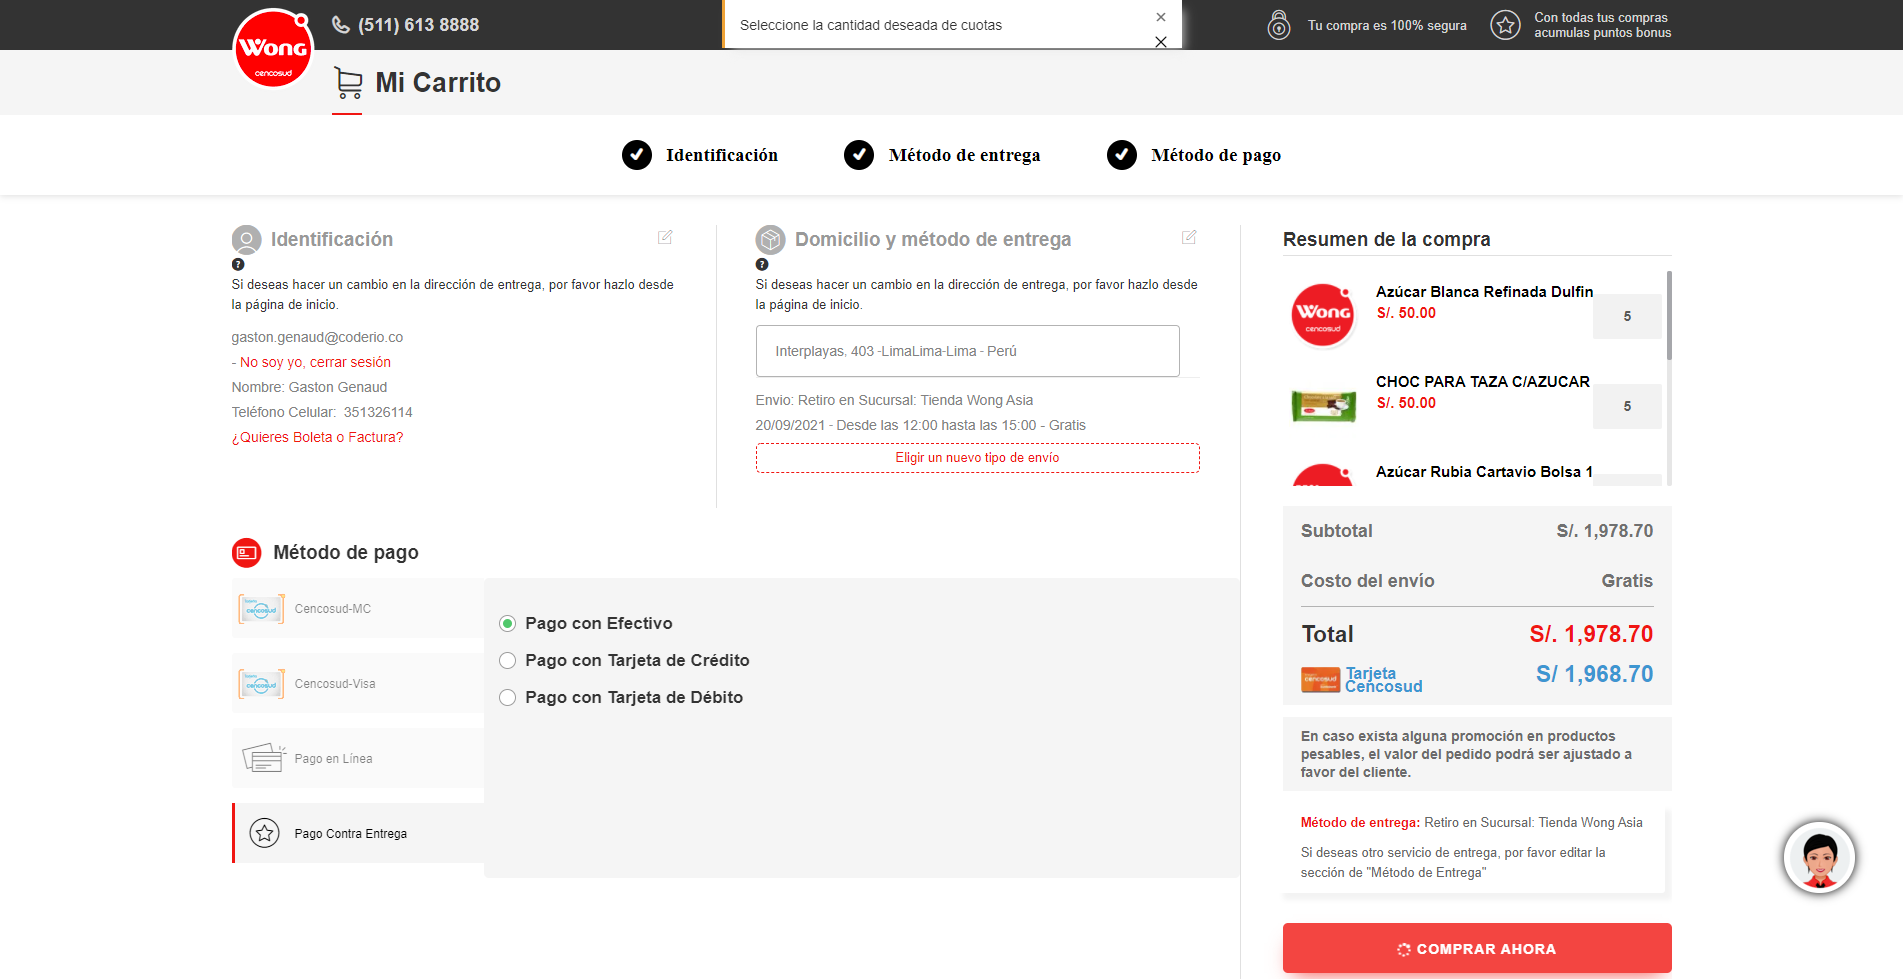 Wong
cencosud
(511) 613 8888
Seleccione la cantidad deseada de cuotas
Tu compra es 100% segura
Con todas tus compras
acumulas puntos bonus
Mi Carrito
Identificación
Método de entrega
Método de pago
Identificación
Si deseas hacer un cambio en la dirección de entrega, por favor hazlo desde
la página de inicio.
gaston.genaud@coderio.co
- No soy yo, cerrar sesión
Nombre: Gaston Genaud
Teléfono Celular: 351326114
¿Quieres Boleta o Factura?
Domicilio y método de entrega
Si deseas hacer un cambio en la dirección de entrega, por favor hazlo desde
la página de inicio.
Interplayas, 403 -LimaLima-Lima - Perú
Envio: Retiro en Sucursal: Tienda Wong Asia
20/09/2021 - Desde las 12:00 hasta las 15:00 - Gratis
Eligir un nuevo tipo de envío
Método de pago
cencosud
Cencosud-MC
cencosud
Cencosud-Visa
Pago en Línea
Pago Contra Entrega
Pago con Efectivo
Pago con Tarjeta de Crédito
Pago con Tarjeta de Débito
Resumen de la compra
Wong
cencosud
Azúcar Blanca Refinada Dulfin
S/. 50.00
5
CHOC PARA TAZA C/AZUCAR
S/. 50.00
5
Azúcar Rubia Cartavio Bolsa 1
Subtotal S/. 1,978.70
Costo del envío Gratis
Total S/. 1,978.70
cencosud
Tarjeta
Cencosud
S/ 1,968.70
En caso exista alguna promoción en productos
pesables, el valor del pedido podrá ser ajustado a
favor del cliente.
Método de entrega: Retiro en Sucursal: Tienda Wong Asia
Si deseas otro servicio de entrega, por favor editar la
sección de "Método de Entrega"
COMPRAR AHORA